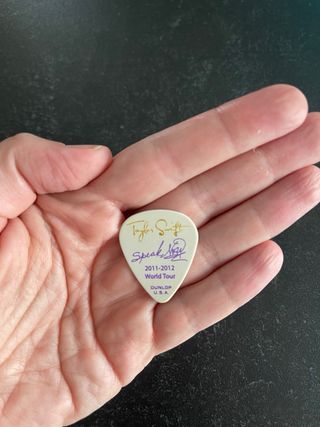 Taylor Swift
Speak Now
2011-2012
World Tour
DUNLOP
U.S.A.